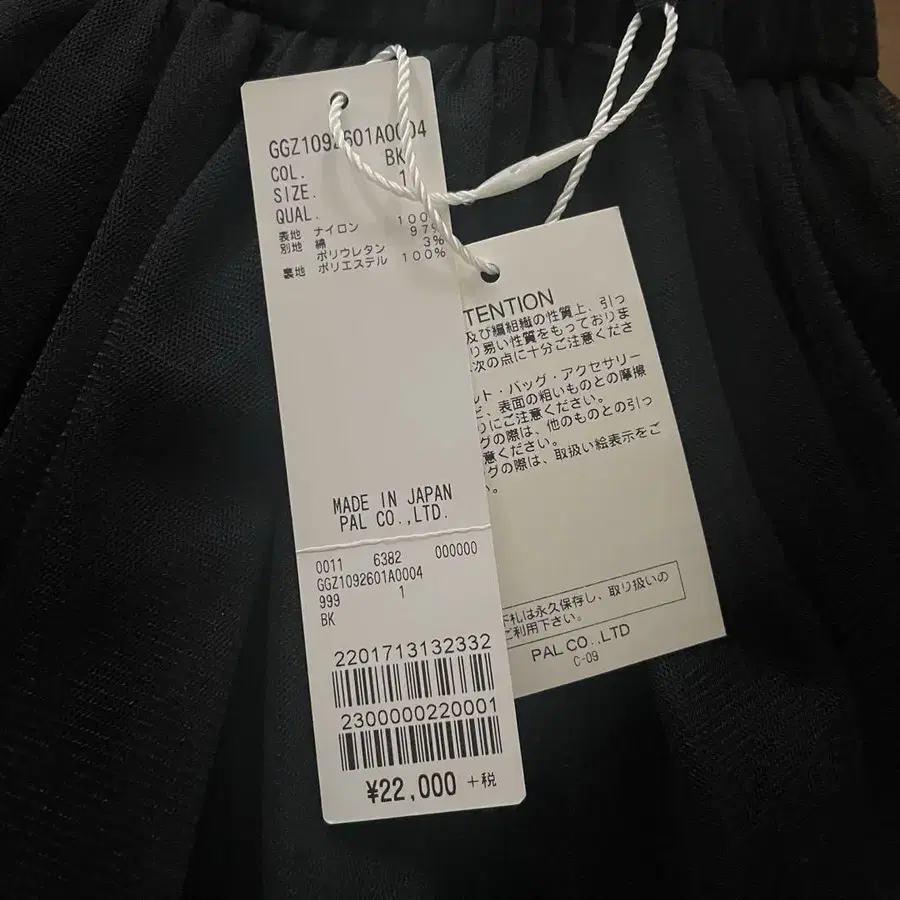 GGZ1092601A0004
COL. BK
SIZE. 1
QUAL.
表地 ナイロン 100%
別地 綿 97%
ポリウレタン 3%
裏地 ポリエステル 100%
MADE IN JAPAN
PAL CO.,LTD.
0011 6382 000000
GGZ1092601A0004
999 1
BK
2201713132332
2300000220001
¥22,000 +税
TENTION
及び編組織の性質上、引っ
り易い性質をもっておりま
次の点に十分ご注意くださ
ルト・バッグ・アクセサリー
ど、表面の粗いものとの摩擦
りにご注意ください。
グの際は、他のものとの引っ
意ください。
グの際は、取扱い絵表示をご
い。
下札は永久保存し、取り扱いの
ご利用下さい。
PAL CO.,LTD
C-09